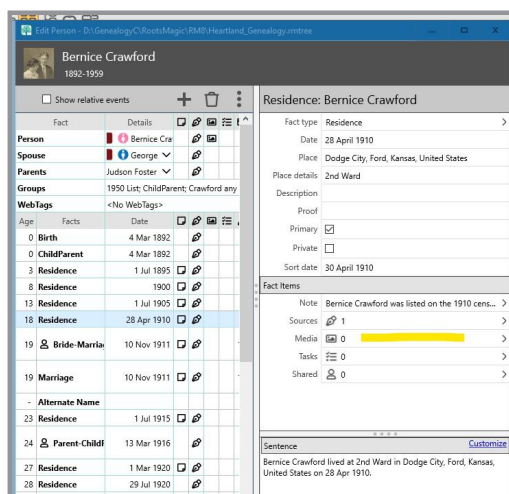 Edit Person - D:\GenealogyC\RootsMagic\RM8\Heartland_Genealogy.rmtree
Bernice
Crawford
1892-1959
Show relative events
Fact Details
Person Bernice Cra
Spouse George
Parents Judson Foster
Groups 1950 List; ChildParent; Crawford any
WebTags <No WebTags>
Age Facts Date
0 Birth 4 Mar 1892
0 ChildParent 4 Mar 1892
3 Residence 1 Jul 1895
8 Residence 1900
13 Residence 1 Jul 1905
18 Residence 28 Apr 1910
19 Bride-Marria 10 Nov 1911
19 Marriage 10 Nov 1911
- Alternate Name
23 Residence 1 Jul 1915
24 Parent-Childf 13 Mar 1916
27 Residence 1 Mar 1920
28 Residence 29 Jul 1920
Residence: Bernice Crawford
Fact type Residence
Date 28 April 1910
Place Dodge City, Ford, Kansas, United States
Place details 2nd Ward
Description
Proof
Primary
Private
Sort date 30 April 1910
Fact Items
Note Bernice Crawford was listed on the 1910 cens...
Sources 1
Media 0
Tasks 0
Shared 0
Sentence Customize
Bernice Crawford lived at 2nd Ward in Dodge City, Ford, Kansas,
United States on 28 Apr 1910.